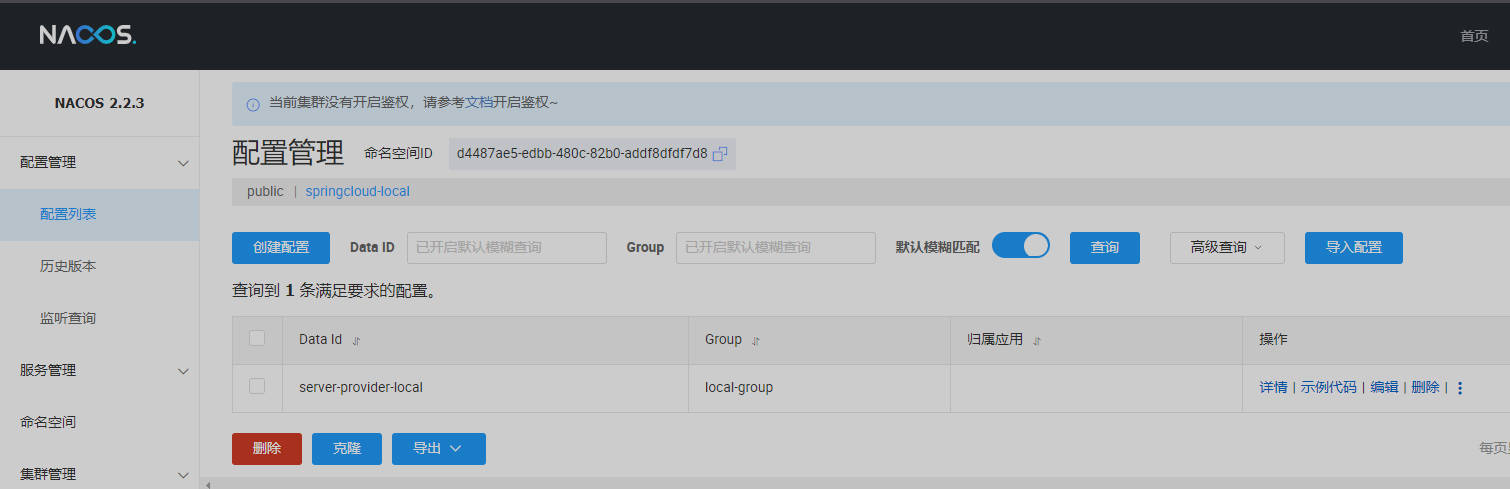 NACOS.
首页
NACOS 2.2.3
配置管理
配置列表
历史版本
监听查询
服务管理
命名空间
集群管理
当前集群没有开启鉴权，请参考文档开启鉴权~
配置管理 命名空间ID d4487ae5-edbb-480c-82b0-addf8dfdf7d8
public | springcloud-local
创建配置 Data ID 已开启默认模糊查询 Group 已开启默认模糊查询 默认模糊匹配 查询 高级查询 导入配置
查询到 1 条满足要求的配置。
Data Id Group 归属应用 操作
server-provider-local local-group 详情 | 示例代码 | 编辑 | 删除 |
删除 克隆 导出 每页